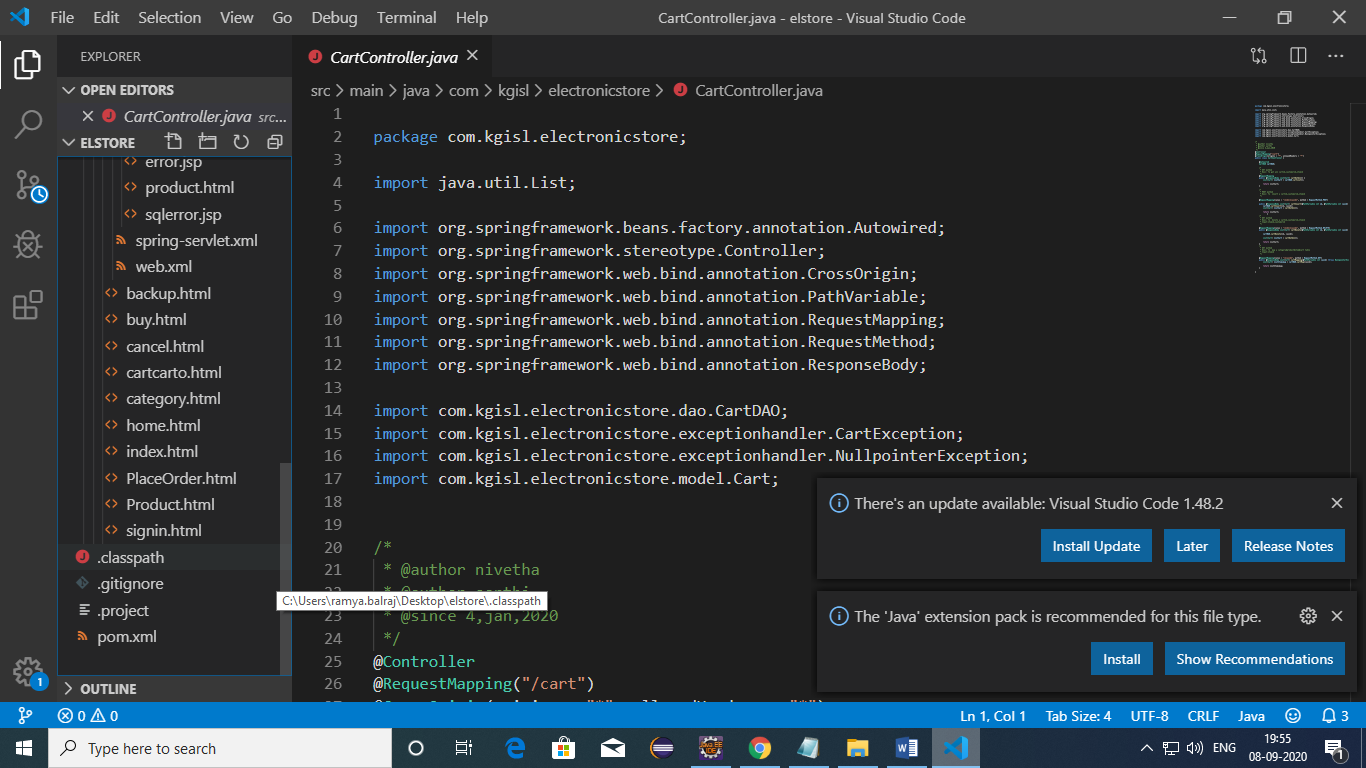 File Edit Selection View Go Debug Terminal Help
CartController.java - elstore - Visual Studio Code
EXPLORER
OPEN EDITORS
CartController.java src...
ELSTORE
error.jsp
product.html
sqlerror.jsp
spring-servlet.xml
web.xml
backup.html
buy.html
cancel.html
cartcarto.html
category.html
home.html
index.html
PlaceOrder.html
Product.html
signin.html
.classpath
.gitignore
.project
pom.xml
OUTLINE
C:\Users\ramya.balraj\Desktop\elstore\.classpath
CartController.java
src > main > java > com > kgisl > electronicstore > CartController.java
1
2 package com.kgisl.electronicstore;
3
4 import java.util.List;
5
6 import org.springframework.beans.factory.annotation.Autowired;
7 import org.springframework.stereotype.Controller;
8 import org.springframework.web.bind.annotation.CrossOrigin;
9 import org.springframework.web.bind.annotation.PathVariable;
10 import org.springframework.web.bind.annotation.RequestMapping;
11 import org.springframework.web.bind.annotation.RequestMethod;
12 import org.springframework.web.bind.annotation.ResponseBody;
13
14 import com.kgisl.electronicstore.dao.CartDAO;
15 import com.kgisl.electronicstore.exceptionhandler.CartException;
16 import com.kgisl.electronicstore.exceptionhandler.NullpointerException;
17 import com.kgisl.electronicstore.model.Cart;
18
19
20 /*
21 * @author nivetha
22
23 * @since 4,jan,2020
24 */
25 @Controller
26 @RequestMapping("/cart")
There's an update available: Visual Studio Code 1.48.2
Install Update Later Release Notes
The 'Java' extension pack is recommended for this file type.
Install Show Recommendations
1
0 0
Ln 1, Col 1 Tab Size: 4 UTF-8 CRLF Java 3
Type here to search
ENG
19:55
08-09-2020
1